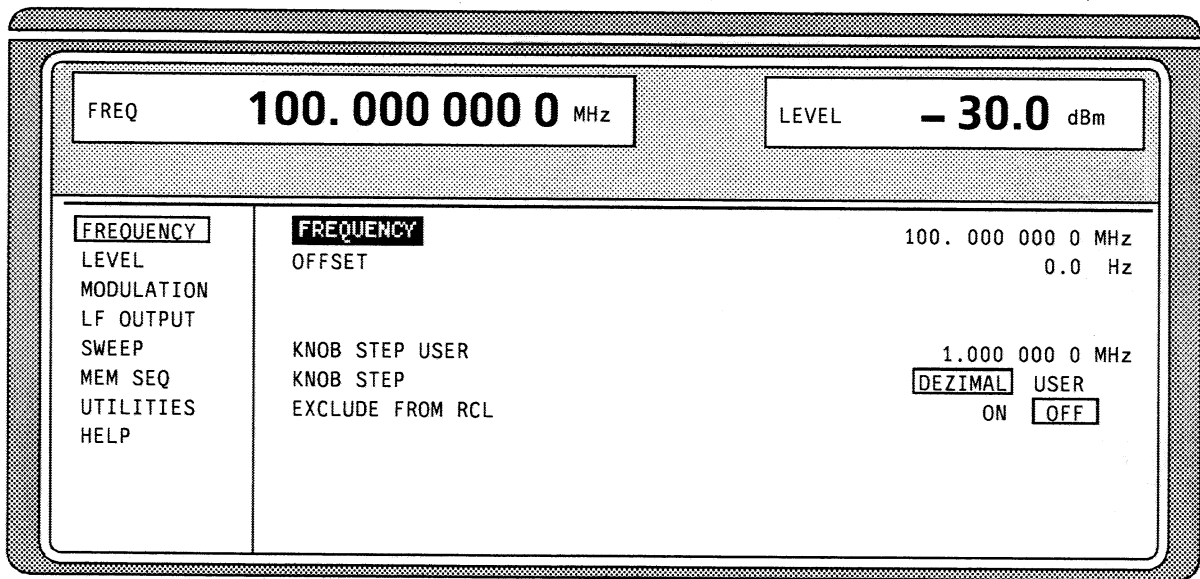 FREQ 100. 000 000 0 MHz LEVEL – 30.0 dBm
FREQUENCY FREQUENCY 100. 000 000 0 MHz
LEVEL OFFSET 0.0 Hz
MODULATION
LF OUTPUT
SWEEP KNOB STEP USER 1.000 000 0 MHz
MEM SEQ KNOB STEP DEZIMAL USER
UTILITIES EXCLUDE FROM RCL ON OFF
HELP